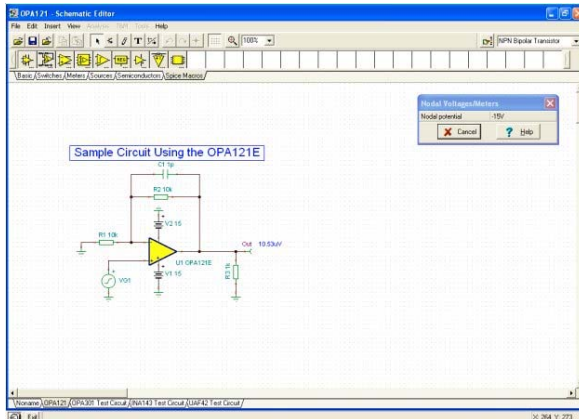 OPA121 - Schematic Editor
File Edit Insert View Analysis T&M Tools Help
100%
NPN Bipolar Transistor
Basic Switches Meters Sources Semiconductors Spice Macros
Nodal Voltages/Meters
Nodal potential -15V
Cancel Help
Sample Circuit Using the OPA121E
C1 1p
R2 10k
V2 15
R1 10k
Out 10.53uV
U1 OPA121E
V1 15
R3 1k
VG1
Noname OPA121 OPA301 Test Circuit INA143 Test Circuit UAF42 Test Circuit
Exit X: 264 Y: 273